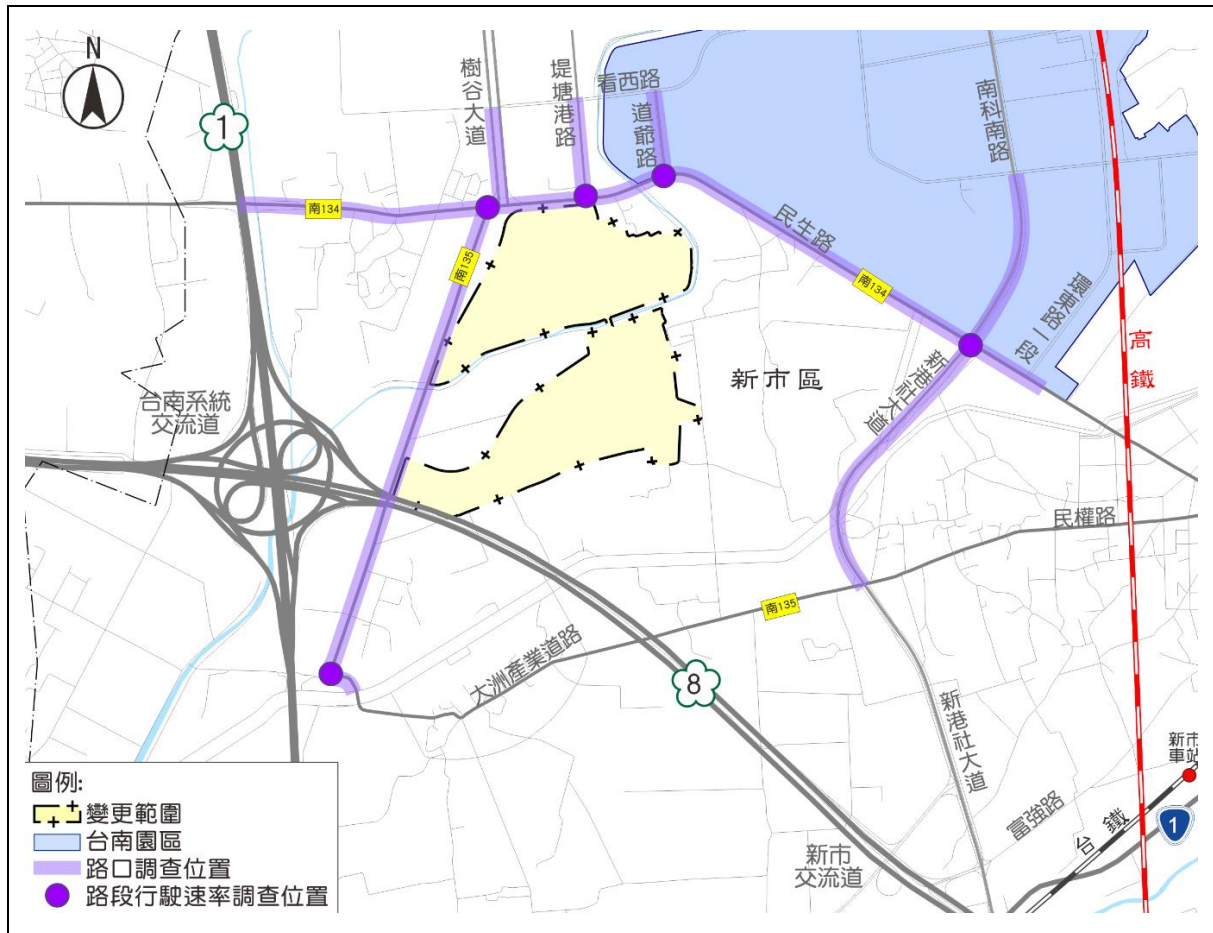 N
樹谷大道
堤塘港路
看西路
道爺路
南科南路
1
南134
南135
民生路
南134
環東路一段
高鐵
新市區
新港社大道
台南系統
交流道
民權路
南135
大洲產業道路
8
新港社大道
新市
車站
富強路
台鐵
1
新市
交流道
圖例:
變更範圍
台南園區
路口調查位置
路段行駛速率調查位置